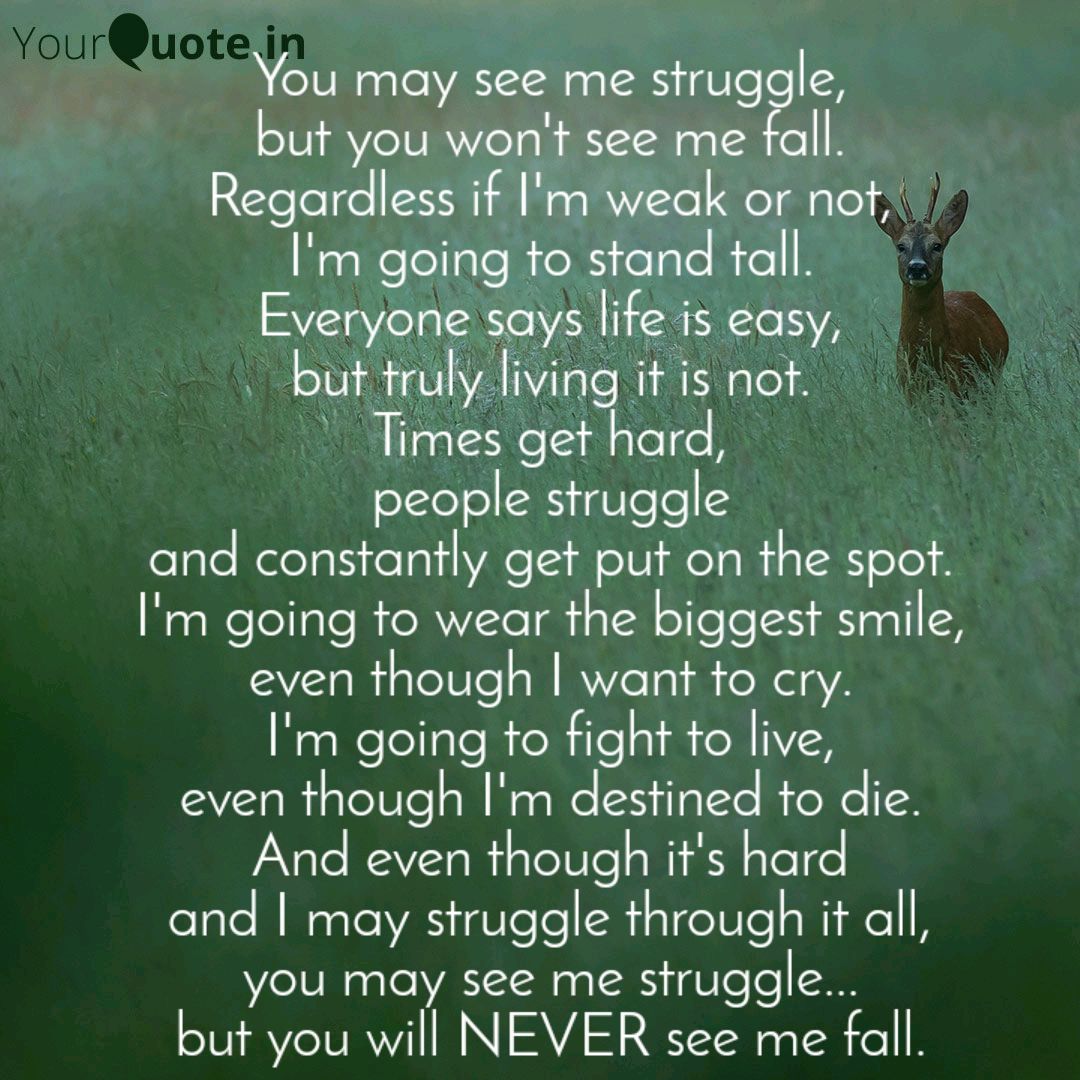 YourQuote.in
You may see me struggle,
but you won't see me fall.
Regardless if I'm weak or not,
I'm going to stand tall.
Everyone says life is easy,
but truly living it is not.
Times get hard,
people struggle
and constantly get put on the spot.
I'm going to wear the biggest smile,
even though I want to cry.
I'm going to fight to live,
even though I'm destined to die.
And even though it's hard
and I may struggle through it all,
you may see me struggle...
but you will NEVER see me fall.